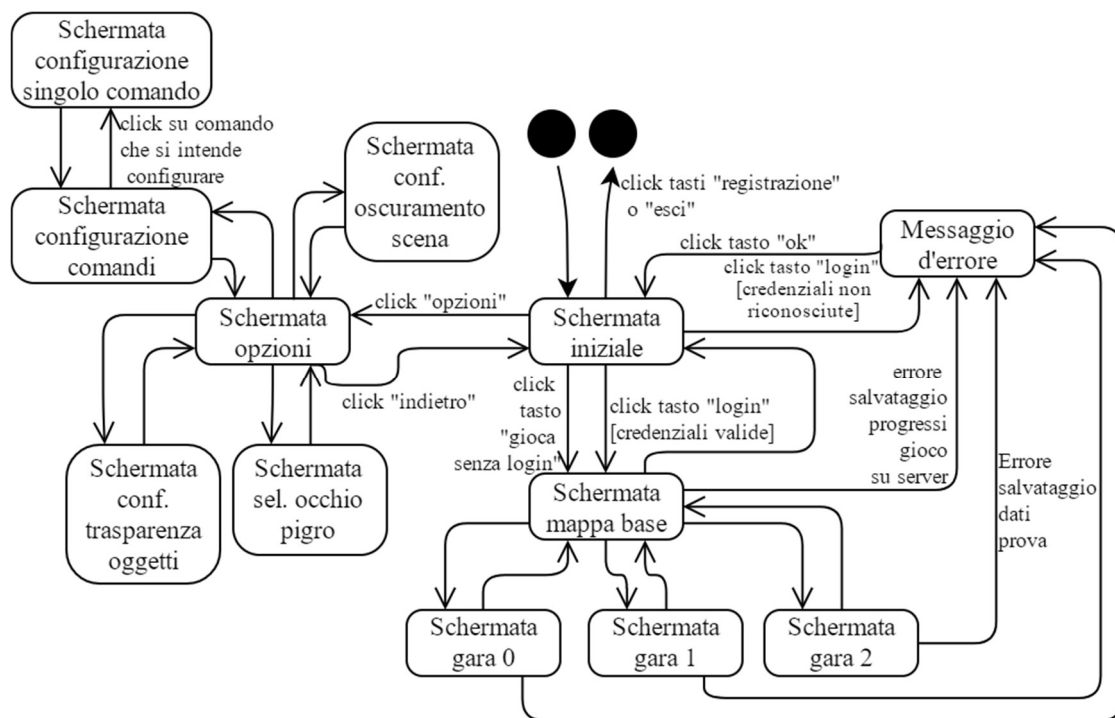 Schermata
configurazione
singolo comando
click su comando
che si intende
configurare
Schermata
configurazione
comandi
Schermata
conf.
oscuramento
scena
click tasti "registrazione"
o "esci"
Messaggio
d'errore
click tasto "ok"
click tasto "login"
[credenziali non
riconosciute]
click "opzioni"
Schermata
opzioni
Schermata
iniziale
click "indietro"
click
tasto
"gioca
senza login"
click tasto "login"
[credenziali valide]
errore
salvataggio
progressi
gioco
su server
Errore
salvataggio
dati
prova
Schermata
conf.
trasparenza
oggetti
Schermata
sel. occhio
pigro
Schermata
mappa base
Schermata
gara 0
Schermata
gara 1
Schermata
gara 2